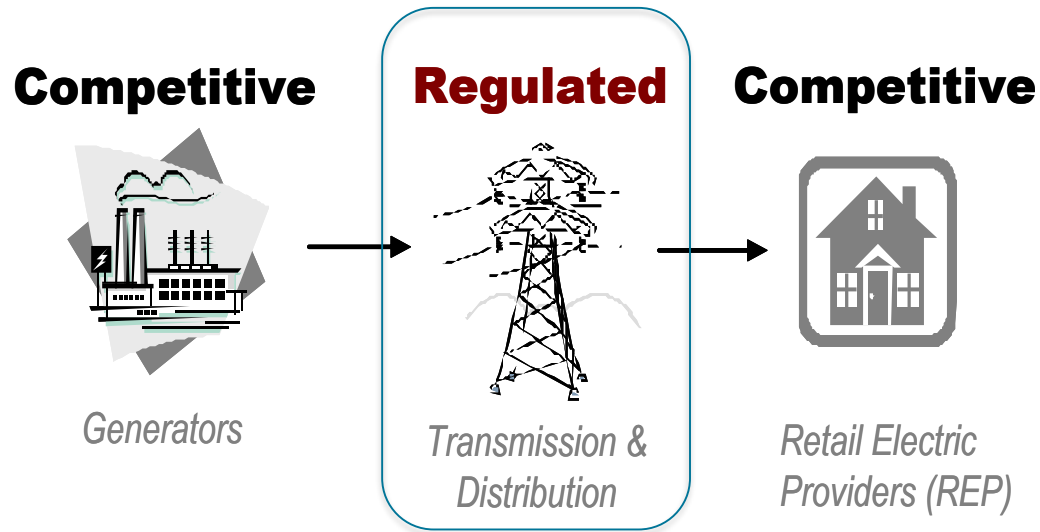 Competitive
Regulated
Competitive
Generators
Transmission &
Distribution
Retail Electric
Providers (REP)